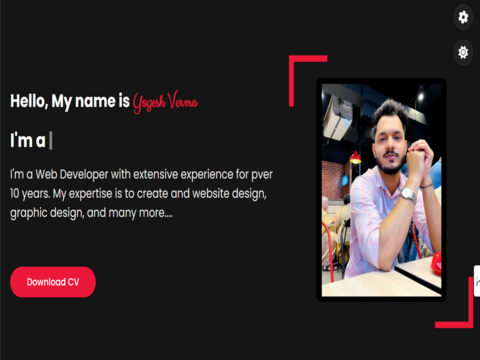 Hello, My name is Yogesh Verma
I'm a
I'm a Web Developer with extensive experience for pver
10 years. My expertise is to create and website design,
graphic design, and many more....
Download CV